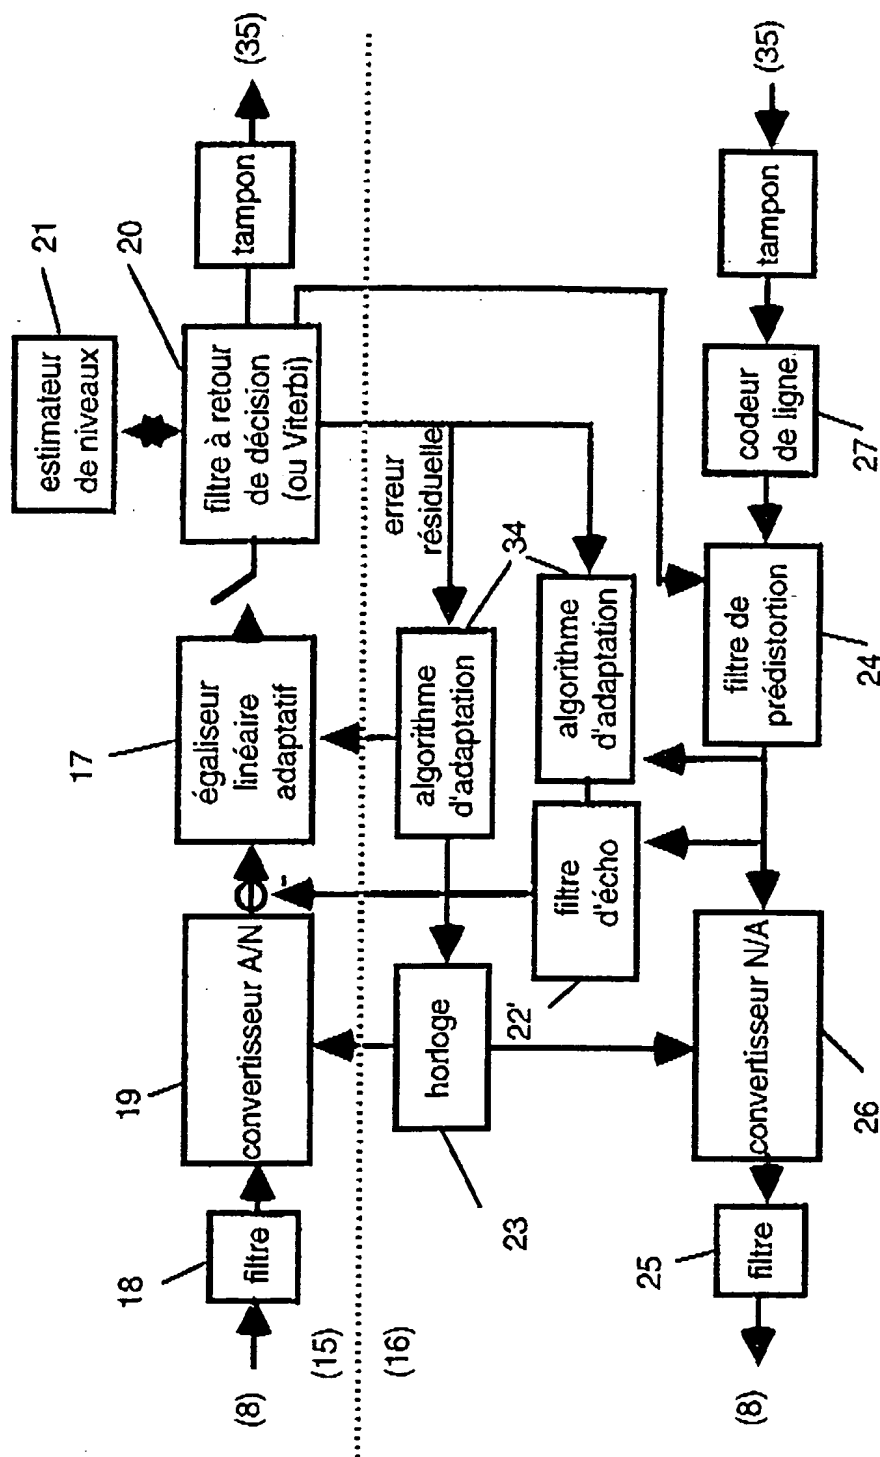 21
estimateur
de niveaux
20
(35)
tampon
filtre à retour
de décision
(ou Viterbi)
17
égaliseur
linéaire
adaptatif
-
19
convertisseur A/N
18
filtre
(8)
(15)
(16)
erreur
résiduelle
34
algorithme
d'adaptation
algorithme
d'adaptation
filtre
d'écho
22'
horloge
23
(35)
tampon
codeur
de ligne
27
filtre de
prédistortion
24
convertisseur N/A
26
25
filtre
(8)